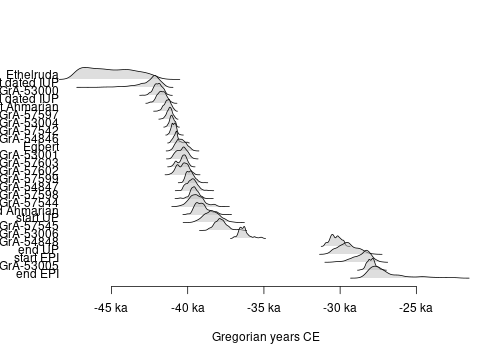 Ethelruda
t dated IUP
GrA-53000
dated IUP
Ahmarian
GrA-57597
GrA-53004
GrA-57542
GrA-54846
Egbert
GrA-53001
GrA-57603
GrA-57602
GrA-57599
GrA-54847
GrA-57598
GrA-57544
d Ahmarian
start UP
GrA-57545
GrA-53006
GrA-54848
end UP
start EPI
GrA-53005
end EPI
-45 ka -40 ka -35 ka -30 ka -25 ka
Gregorian years CE